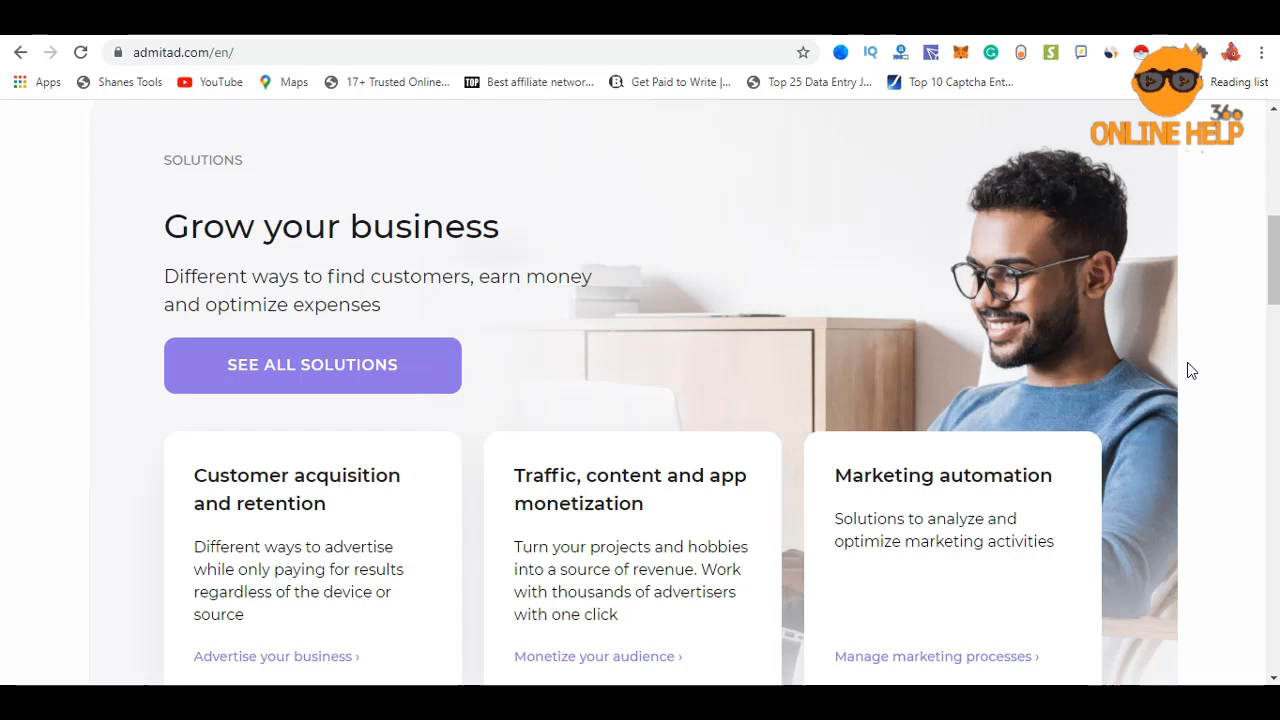 admitad.com/en/
Apps Shanes Tools YouTube Maps 17+ Trusted Online... Best affiliate networ... Get Paid to Write |... Top 25 Data Entry J... Top 10 Captcha Ent... Reading list
360
ONLINE HELP
SOLUTIONS
Grow your business
Different ways to find customers, earn money
and optimize expenses
SEE ALL SOLUTIONS
Customer acquisition
and retention
Different ways to advertise
while only paying for results
regardless of the device or
source
Advertise your business ›
Traffic, content and app
monetization
Turn your projects and hobbies
into a source of revenue. Work
with thousands of advertisers
with one click
Monetize your audience ›
Marketing automation
Solutions to analyze and
optimize marketing activities
Manage marketing processes ›